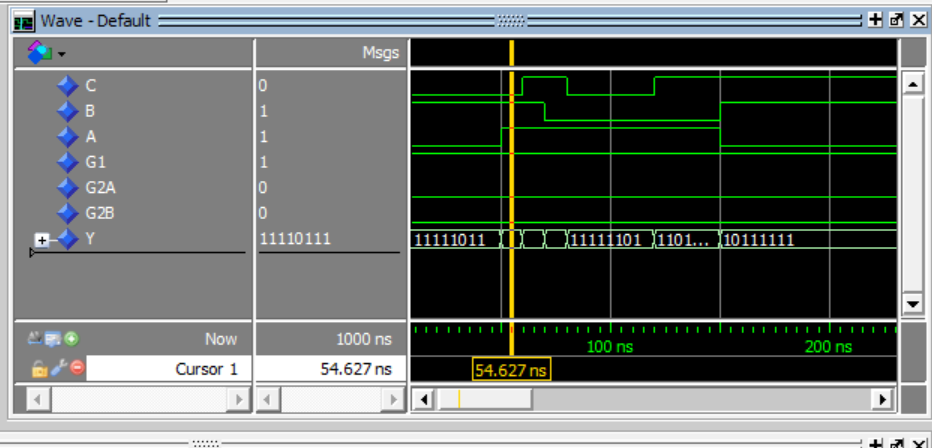 Wave - Default
Msgs
C 0
B 1
A 1
G1 1
G2A 0
G2B 0
Y 11110111 11111011 11111101 1101... 10111111
Now 1000 ns 100 ns 200 ns
Cursor 1 54.627 ns 54.627 ns